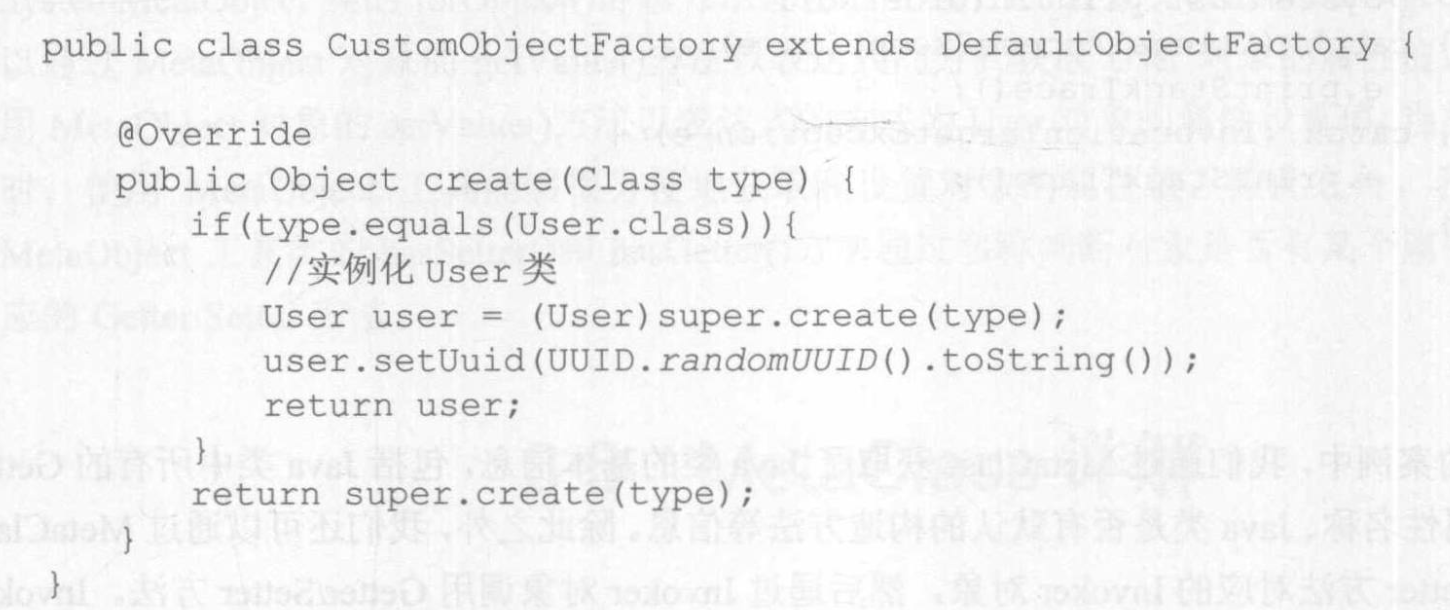 public class CustomObjectFactory extends DefaultObjectFactory {
@Override
public Object create(Class type) {
if(type.equals(User.class)){
//实例化 User 类
User user = (User)super.create(type);
user.setUuid(UUID.randomUUID().toString());
return user;
}
return super.create(type);
}
}